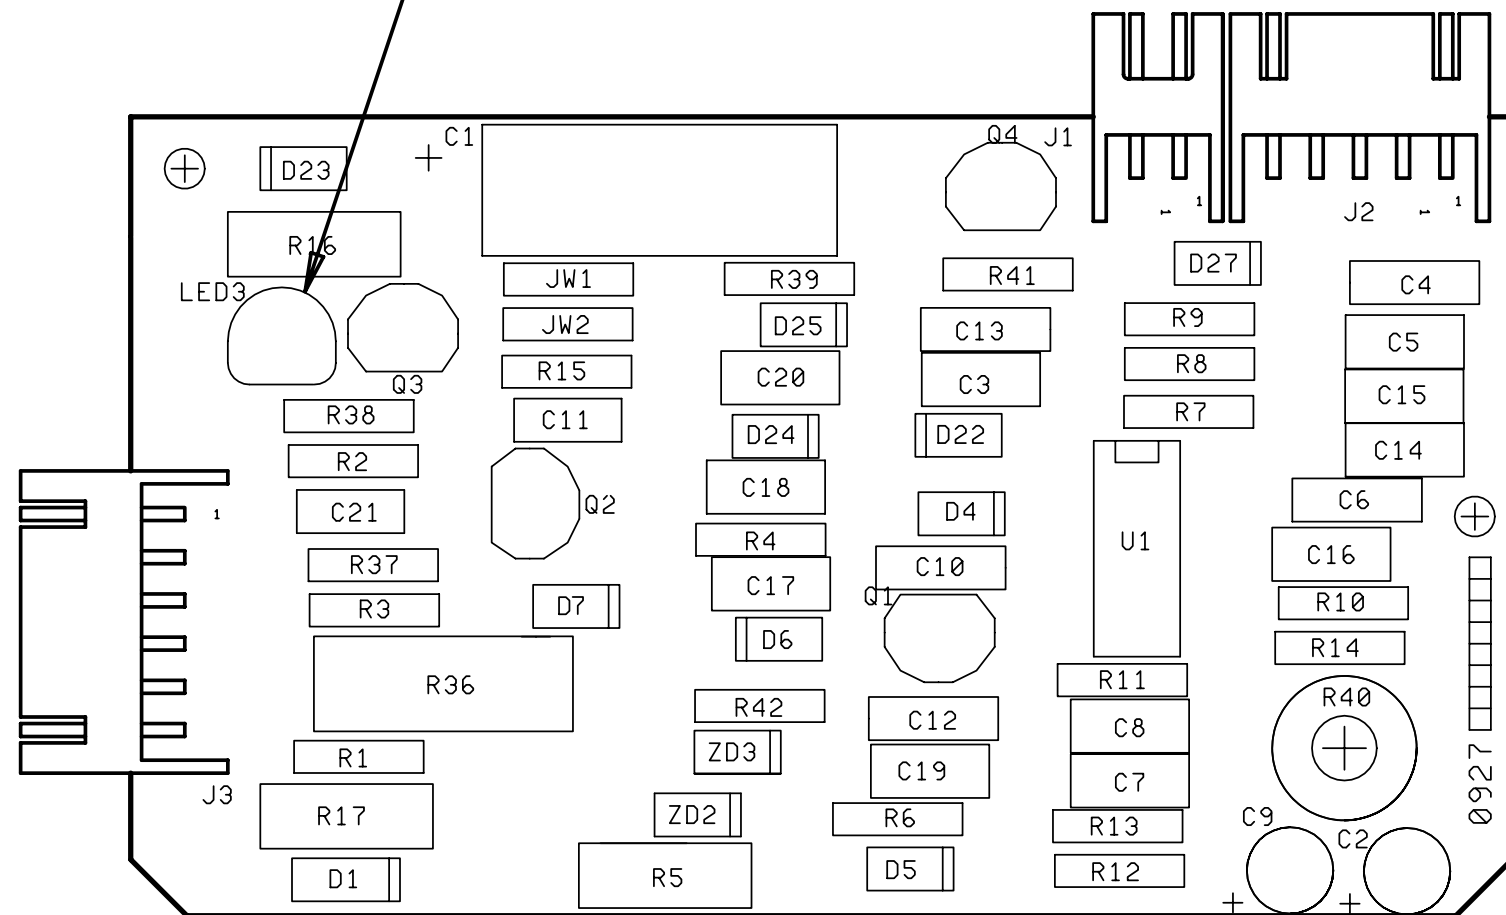 C1
Q4
J1
D23
R16
J2
1
1
1
1
D27
LED3
JW1
R39
R41
C4
JW2
D25
C13
R9
C5
Q3
R15
C20
C3
R8
C15
R38
C11
D24
D22
R7
C14
R2
C18
C6
C21
Q2
D4
U1
1
R4
C16
R37
C10
R3
D7
C17
Q1
R10
D6
R14
R36
R11
R40
R42
C12
C8
R1
ZD3
C19
C7
J3
0927
R17
ZD2
R6
R13
C9
C2
D1
R5
D5
R12